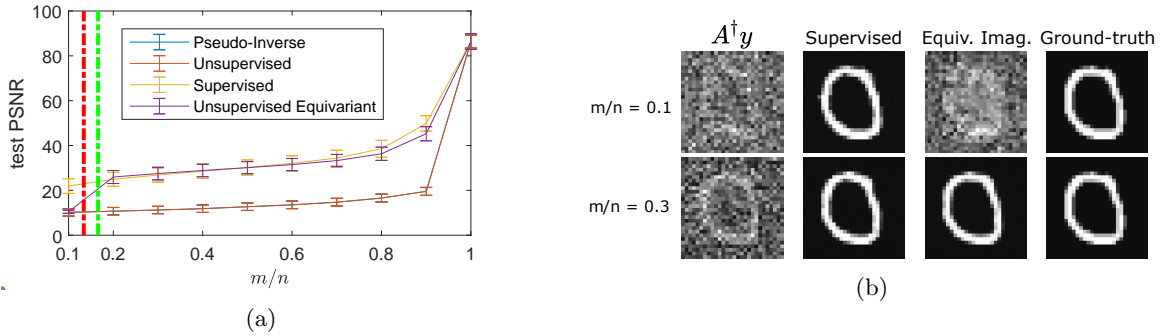 100
80
60
40
20
0
test PSNR
Pseudo-Inverse
Unsupervised
Supervised
Unsupervised Equivariant
0.1 0.2 0.4 0.6 0.8 1
m/n
(a)
A†y Supervised Equiv. Imag. Ground-truth
m/n = 0.1
m/n = 0.3
(b)